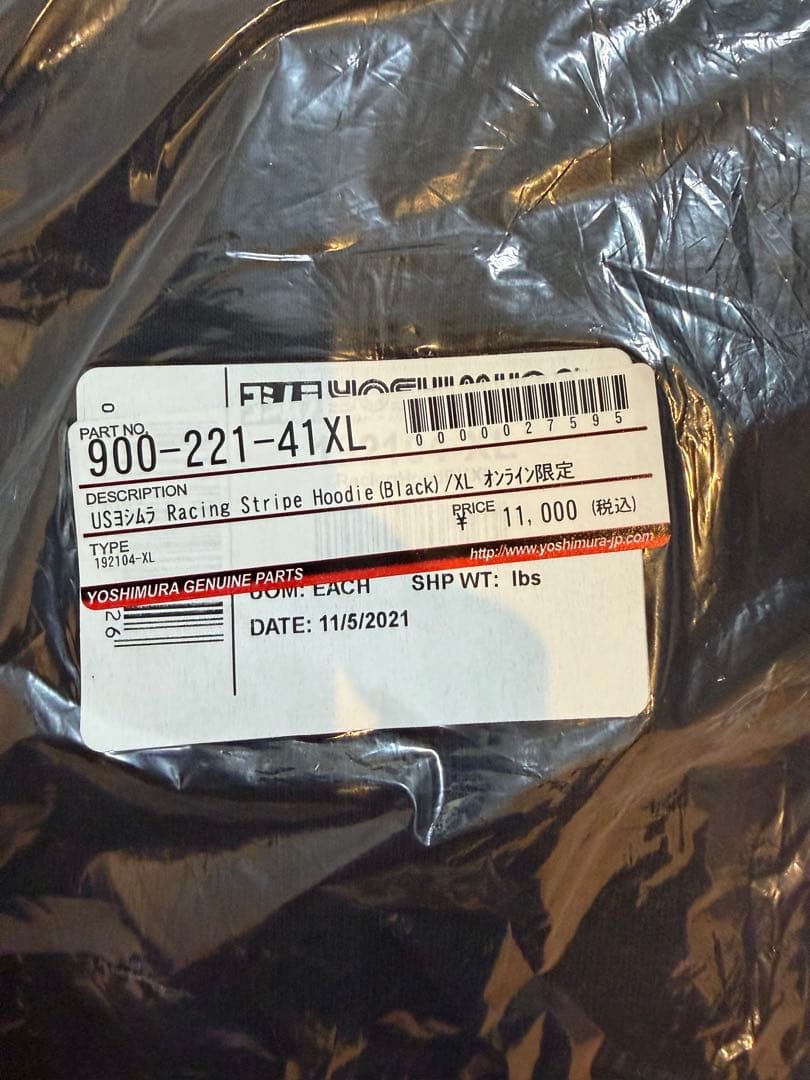 PART NO.
900-221-41XL
0000027595
DESCRIPTION
USヨシムラ Racing Stripe Hoodie(Black)/XL オンライン限定
PRICE
¥ 11,000 (税込)
TYPE
192104-XL
http://www.yoshimura-jp.com
YOSHIMURA GENUINE PARTS
UOM: EACH SHP WT: lbs
DATE: 11/5/2021
26